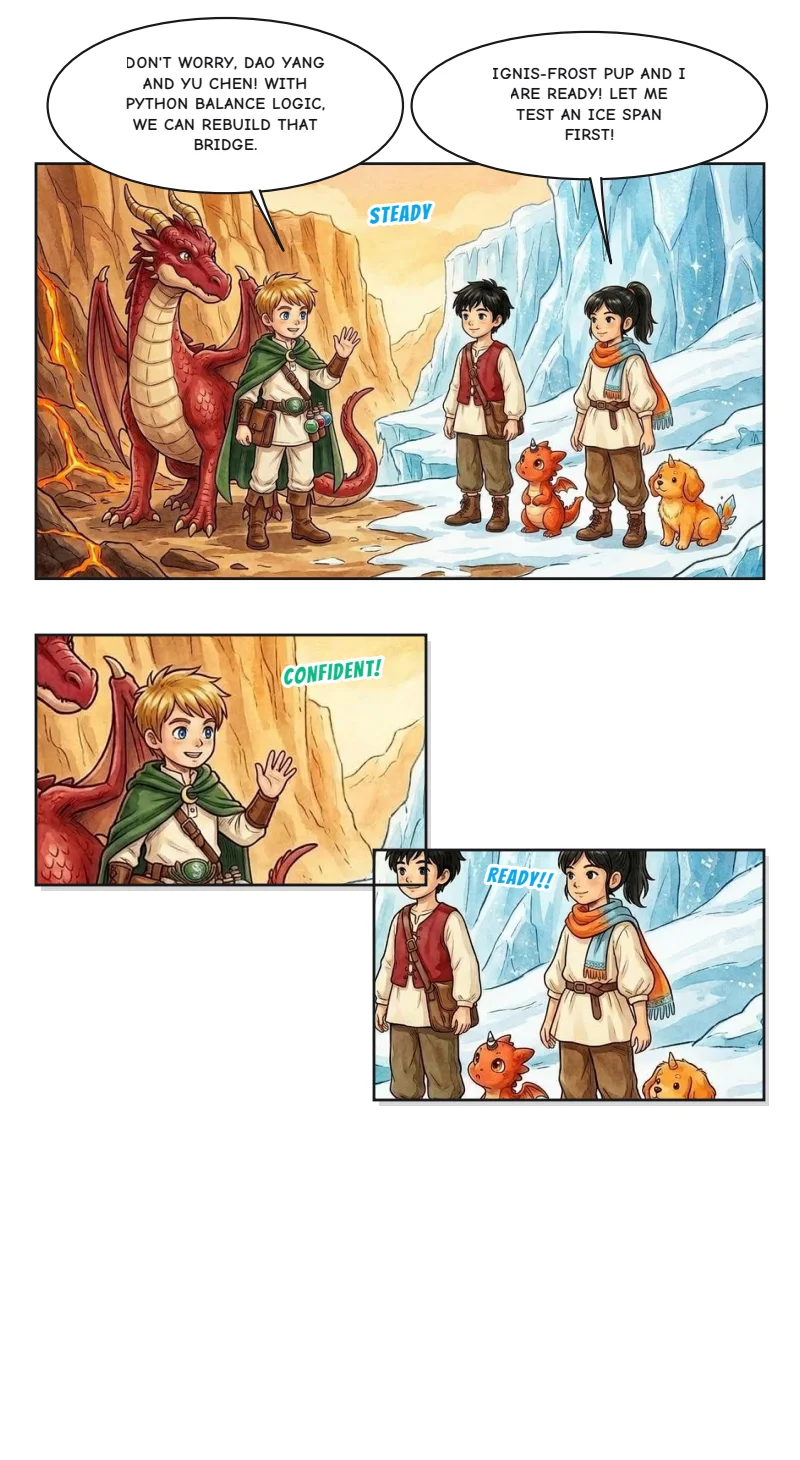 DON'T WORRY, DAO YANG
AND YU CHEN! WITH
PYTHON BALANCE LOGIC,
WE CAN REBUILD THAT
BRIDGE.
IGNIS-FROST PUP AND I
ARE READY! LET ME
TEST AN ICE SPAN
FIRST!
STEADY
CONFIDENT!
READY!!